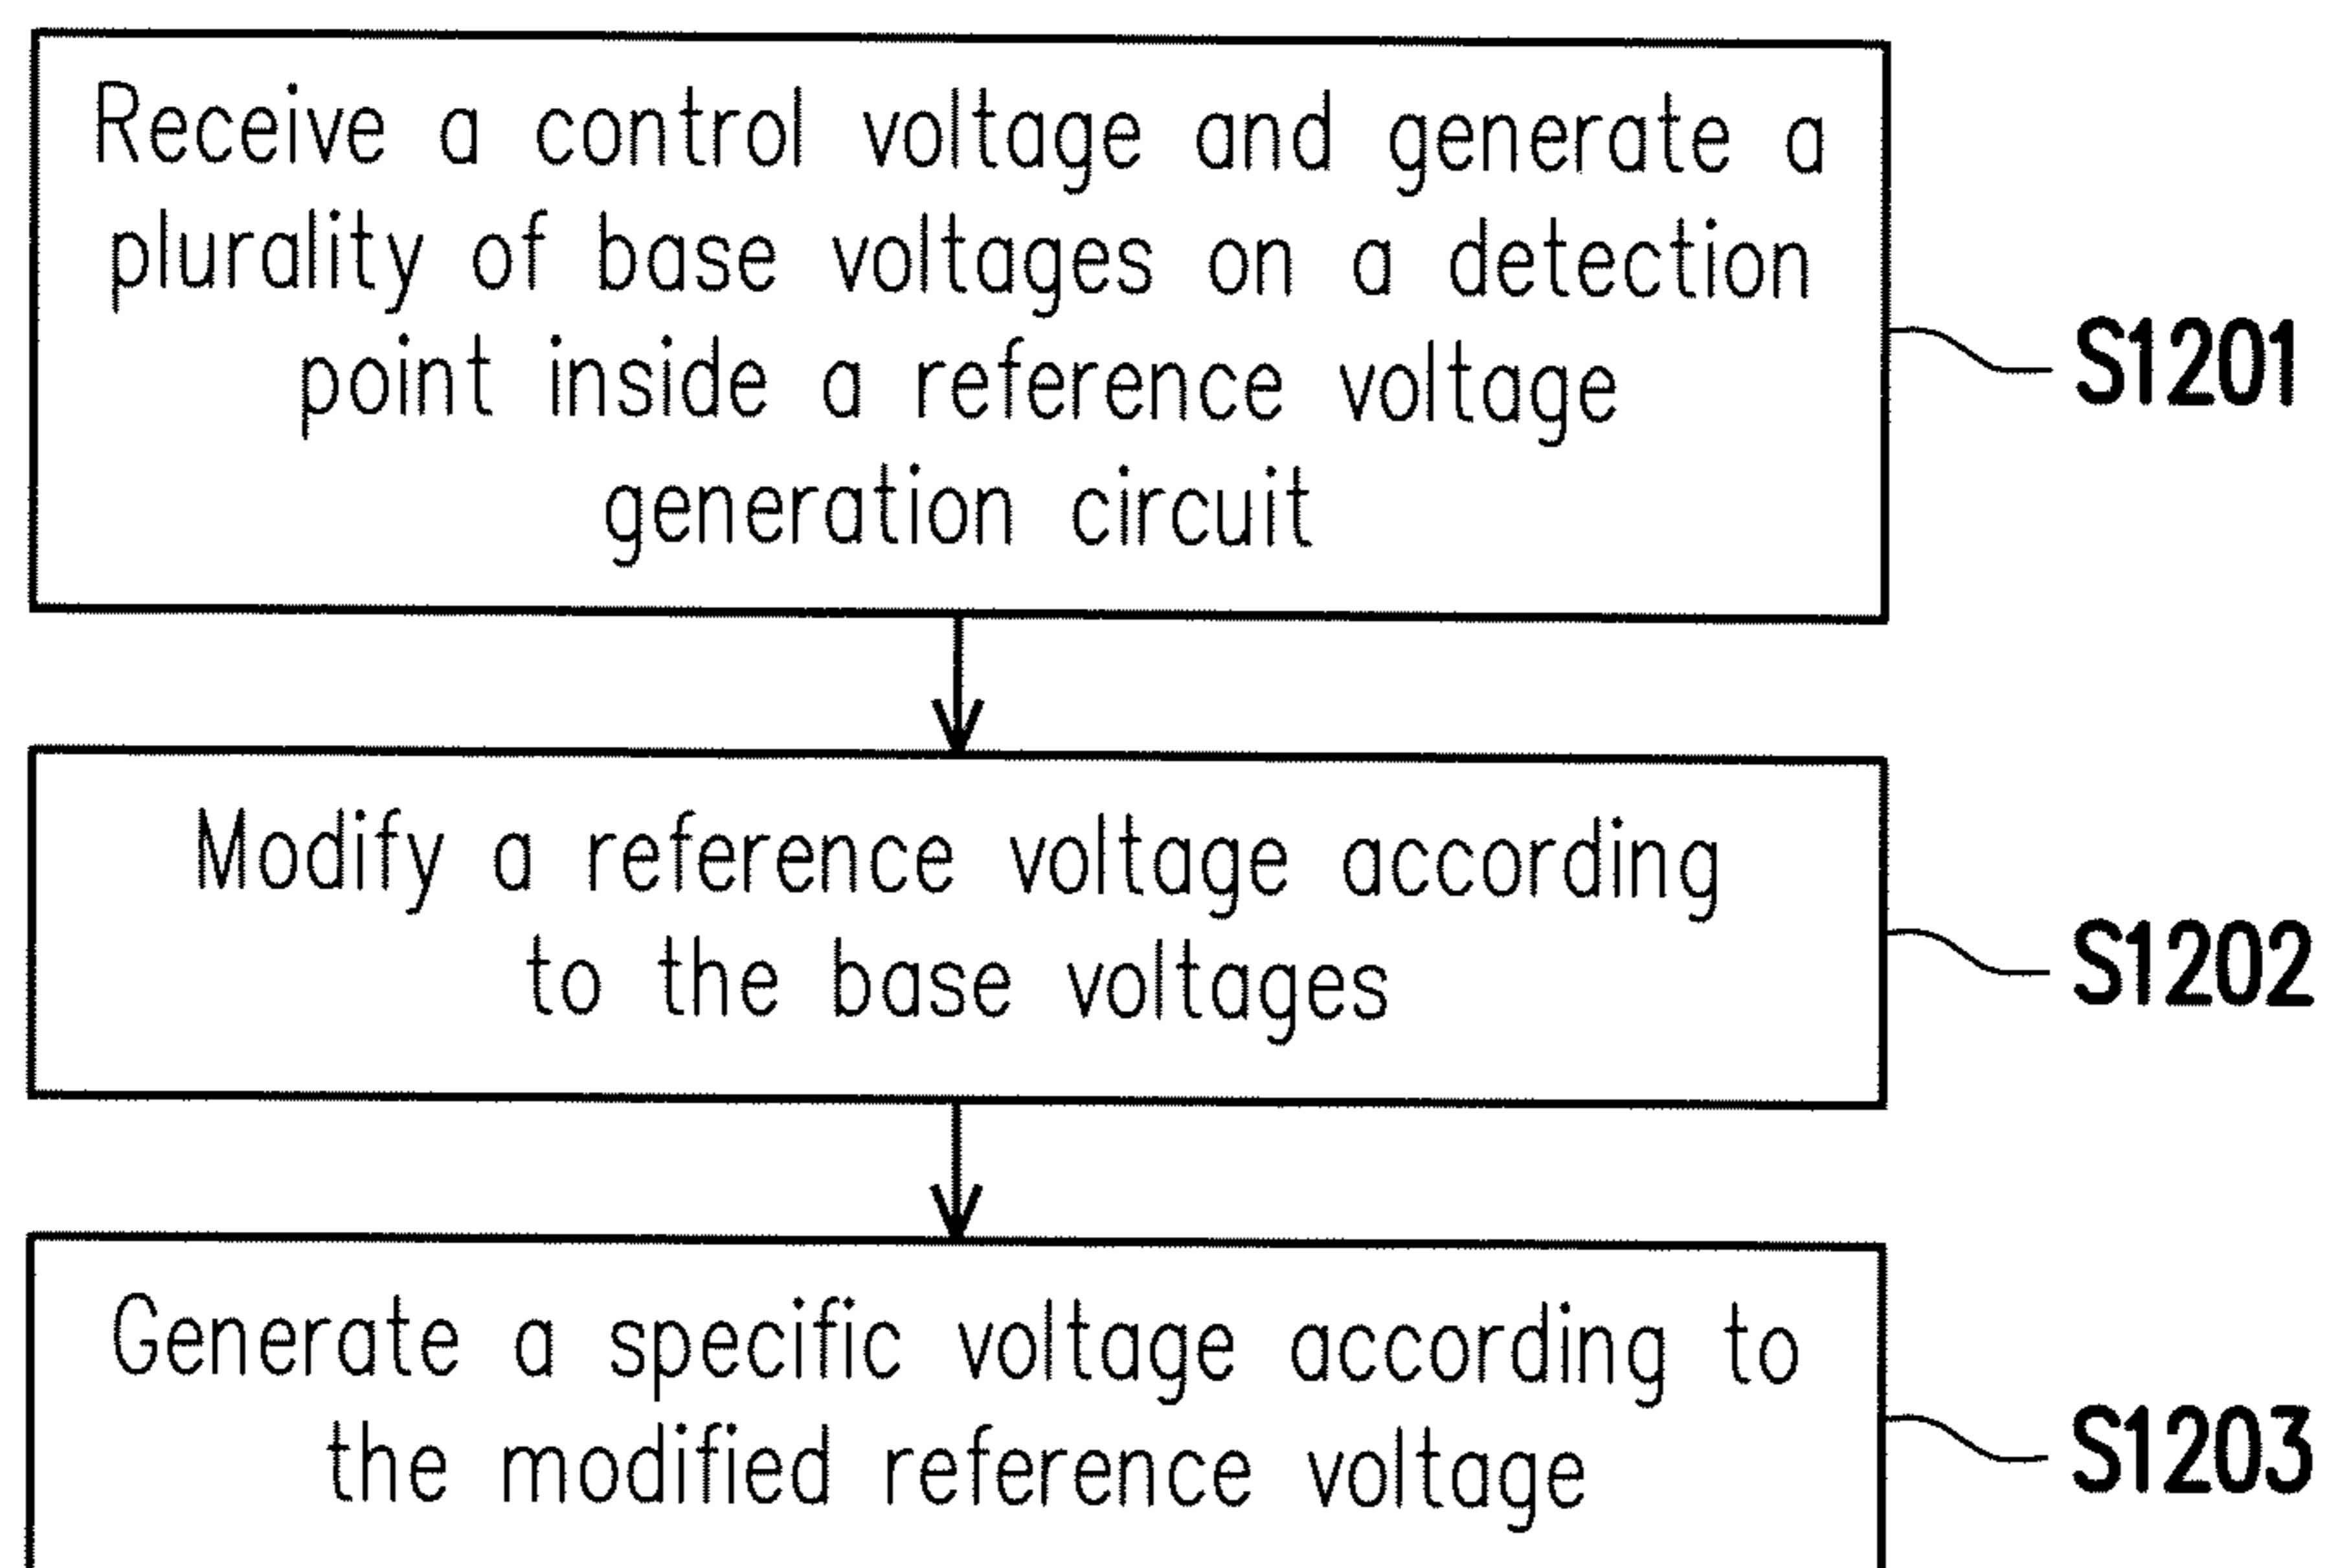 Receive a control voltage and generate a
plurality of base voltages on a detection
point inside a reference voltage
generation circuit
S1201
Modify a reference voltage according
to the base voltages
S1202
Generate a specific voltage according to
the modified reference voltage
S1203